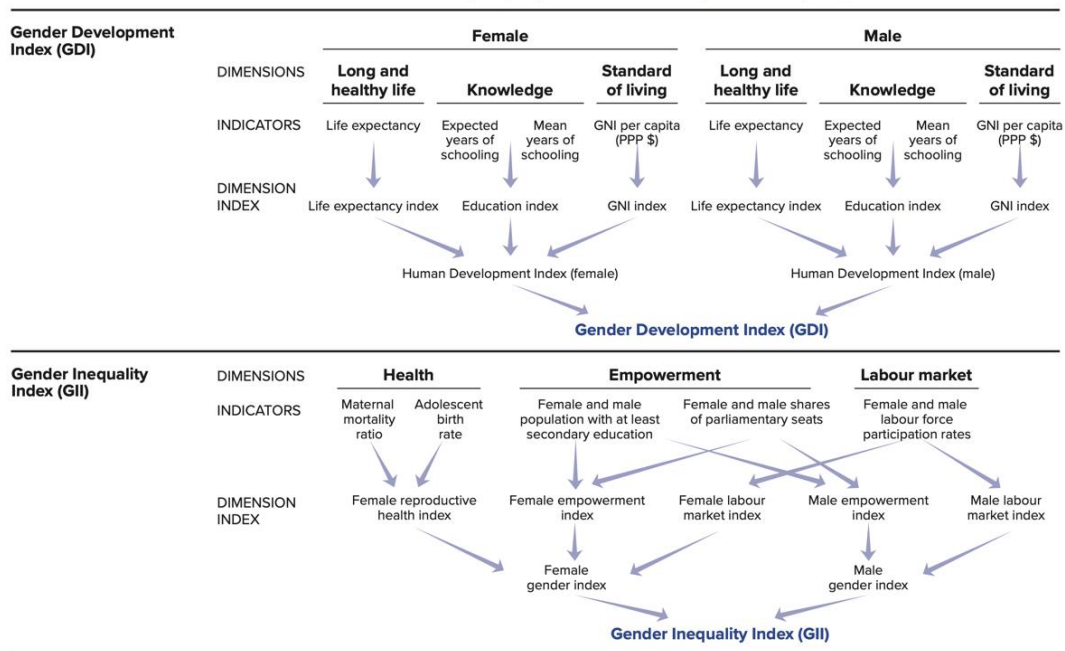 Gender Development
Index (GDI)
Female
Male
DIMENSIONS
Long and
healthy life
Knowledge
Standard
of living
Long and
healthy life
Knowledge
Standard
of living
INDICATORS
Life expectancy
Expected
years of
schooling
Mean
years of
schooling
GNI per capita
(PPP $)
Life expectancy
Expected
years of
schooling
Mean
years of
schooling
GNI per capita
(PPP $)
DIMENSION
INDEX
Life expectancy index
Education index
GNI index
Life expectancy index
Education index
GNI index
Human Development Index (female)
Human Development Index (male)
Gender Development Index (GDI)
Gender Inequality
Index (GII)
DIMENSIONS
Health
Empowerment
Labour market
INDICATORS
Maternal
mortality
ratio
Adolescent
birth
rate
Female and male
population with at least
secondary education
Female and male shares
of parliamentary seats
Female and male
labour force
participation rates
DIMENSION
INDEX
Female reproductive
health index
Female empowerment
index
Female labour
market index
Male empowerment
index
Male labour
market index
Female
gender index
Male
gender index
Gender Inequality Index (GII)